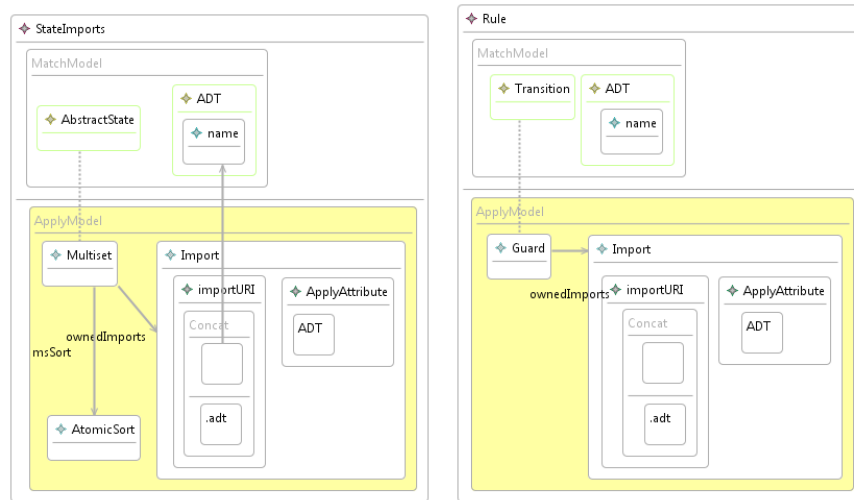 StateImports
MatchModel
AbstractState
ADT
name
ApplyModel
Multiset
Import
importURI
ApplyAttribute
Concat
ADT
.adt
ownedImports
msSort
AtomicSort
Rule
MatchModel
Transition
ADT
name
ApplyModel
Guard
Import
ownedImports
importURI
ApplyAttribute
Concat
ADT
.adt